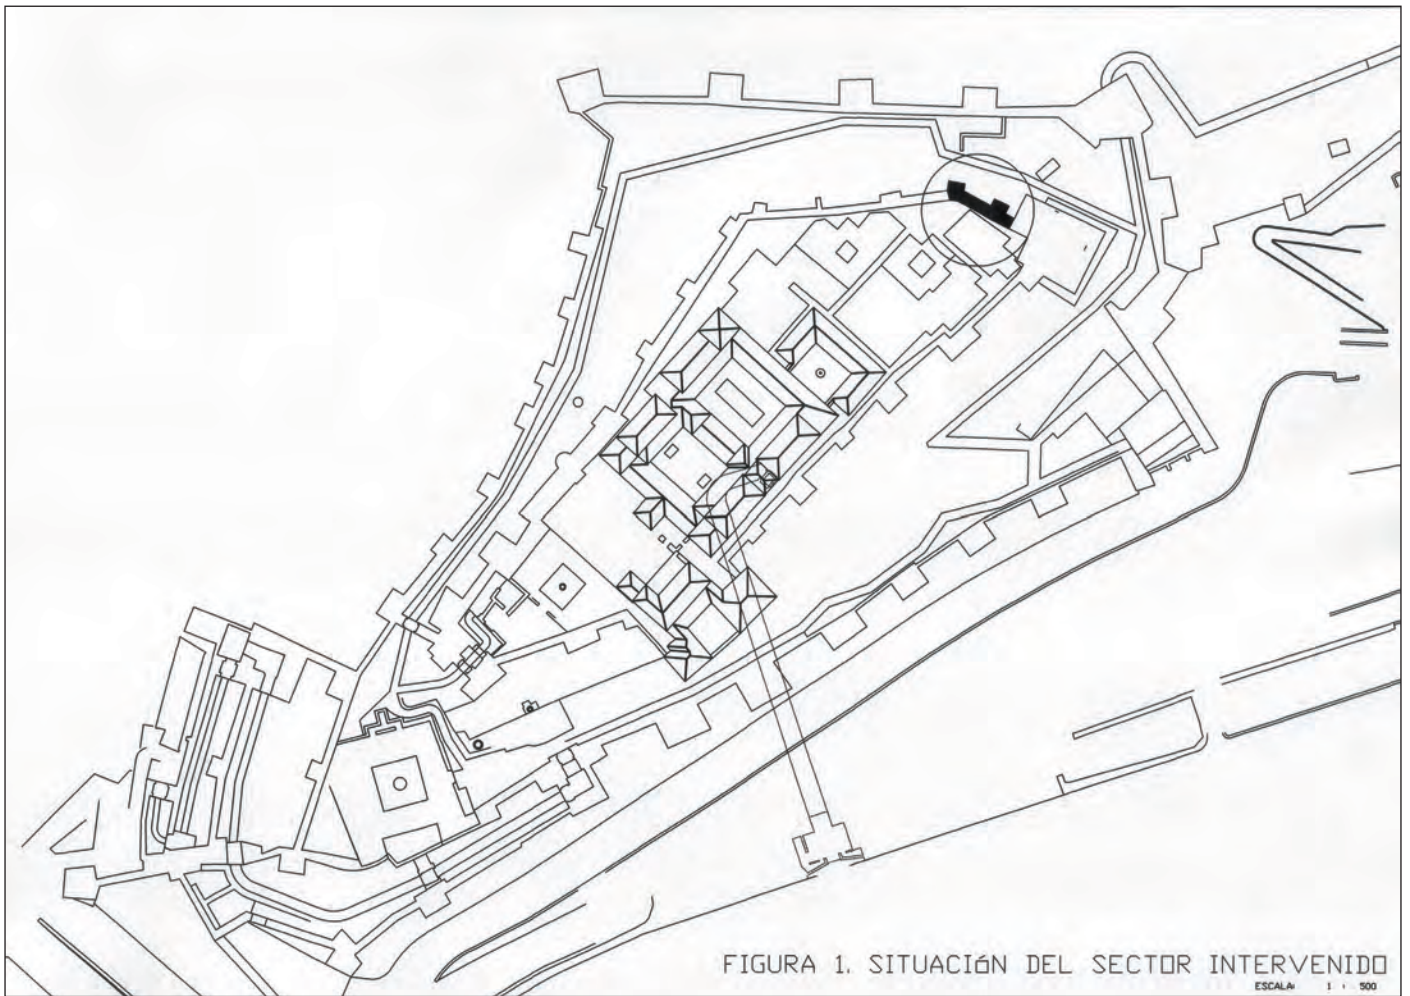 FIGURA 1. SITUACIóN DEL SECTOR INTERVENIDO
ESCALA: 1 : 500